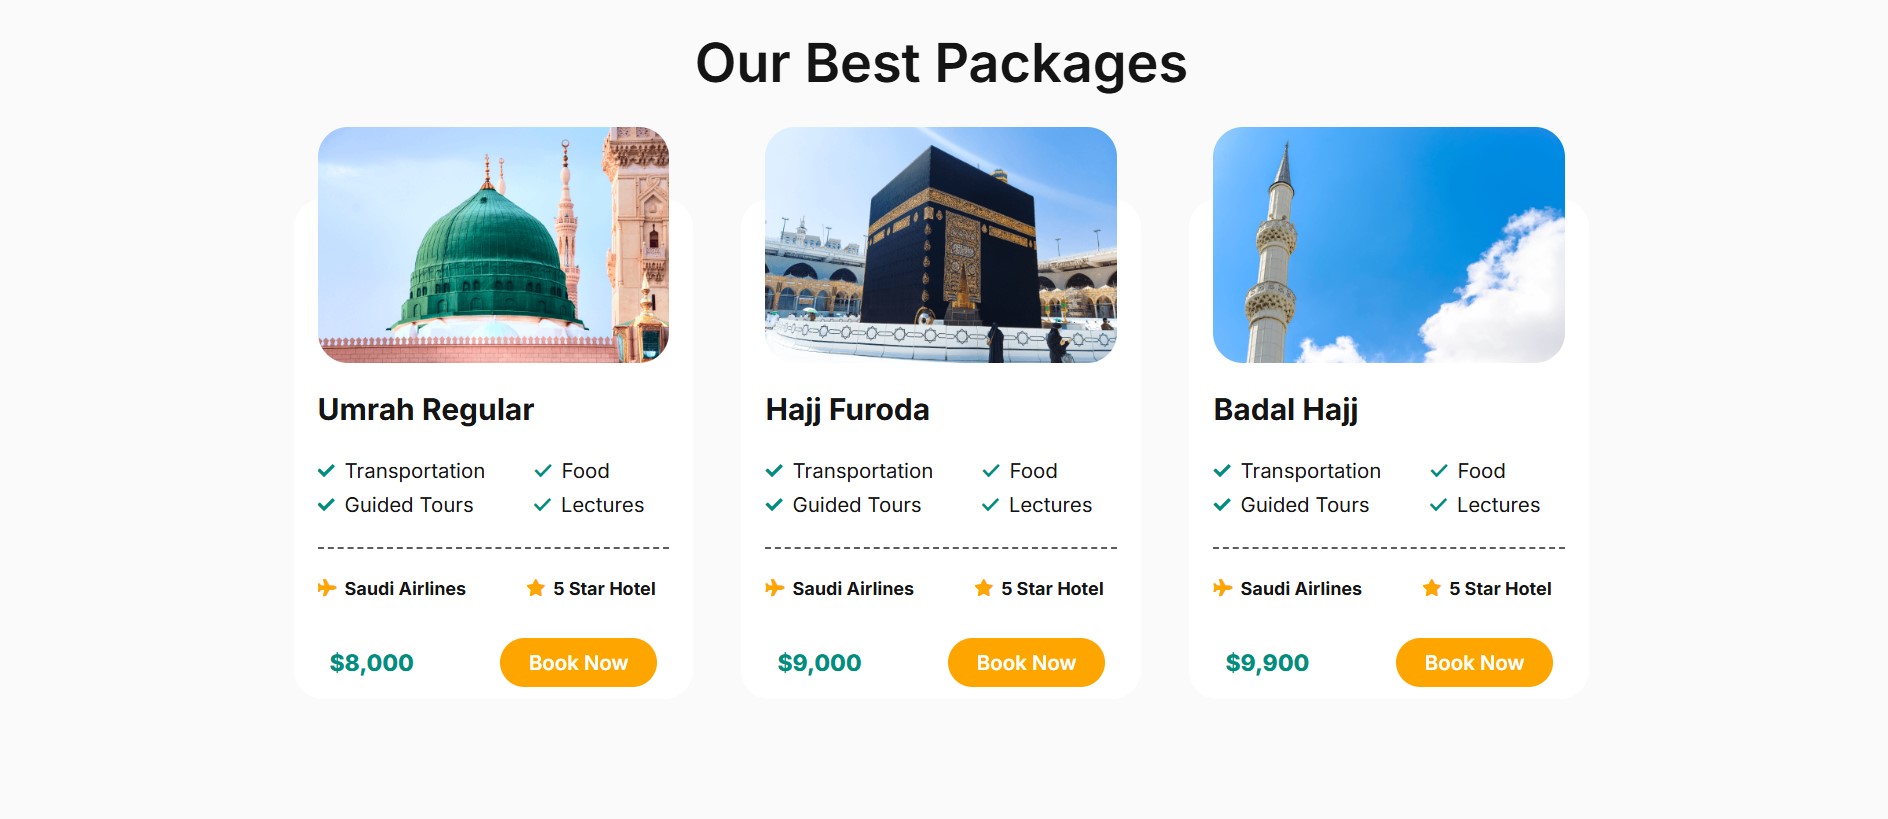 Our Best Packages
Umrah Regular
Transportation
Food
Guided Tours
Lectures
Saudi Airlines
5 Star Hotel
$8,000
Book Now
Hajj Furoda
Transportation
Food
Guided Tours
Lectures
Saudi Airlines
5 Star Hotel
$9,000
Book Now
Badal Hajj
Transportation
Food
Guided Tours
Lectures
Saudi Airlines
5 Star Hotel
$9,900
Book Now